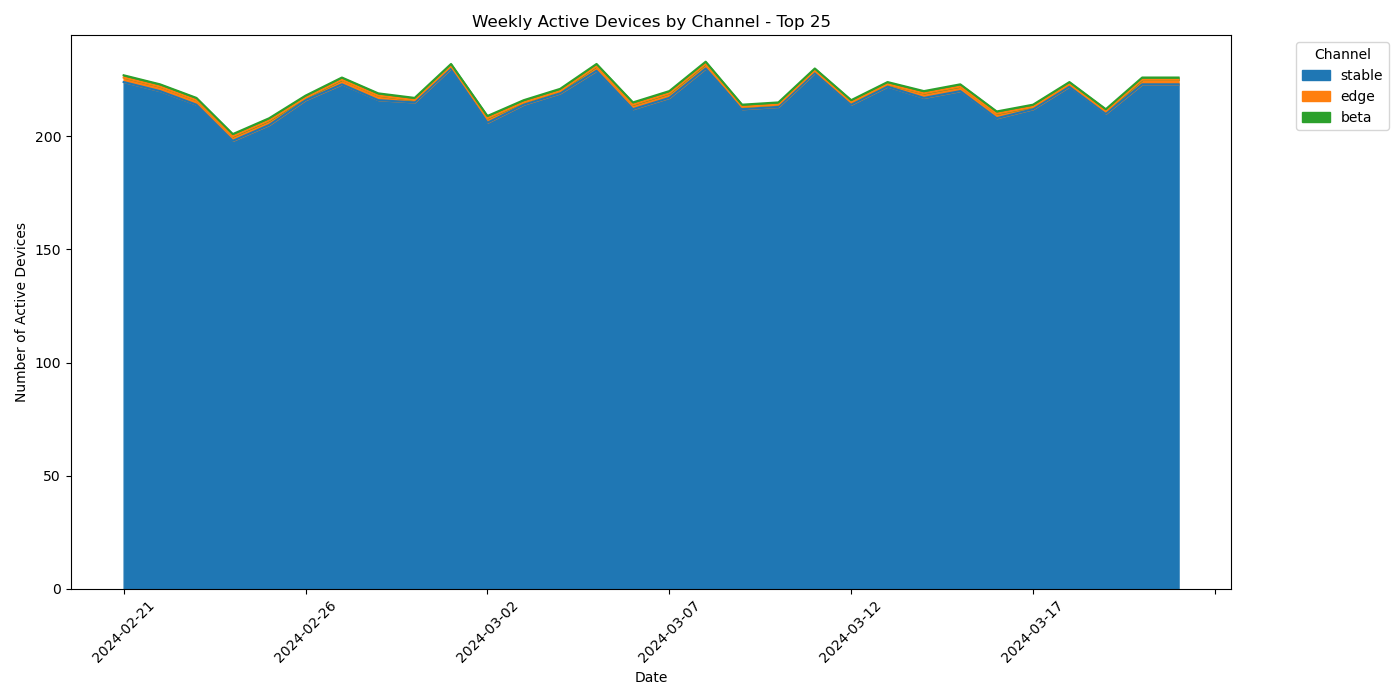 Weekly Active Devices by Channel - Top 25
Channel
stable
edge
beta
Number of Active Devices
200
150
100
50
0
2024-02-21
2024-02-26
2024-03-02
2024-03-07
2024-03-12
2024-03-17
Date